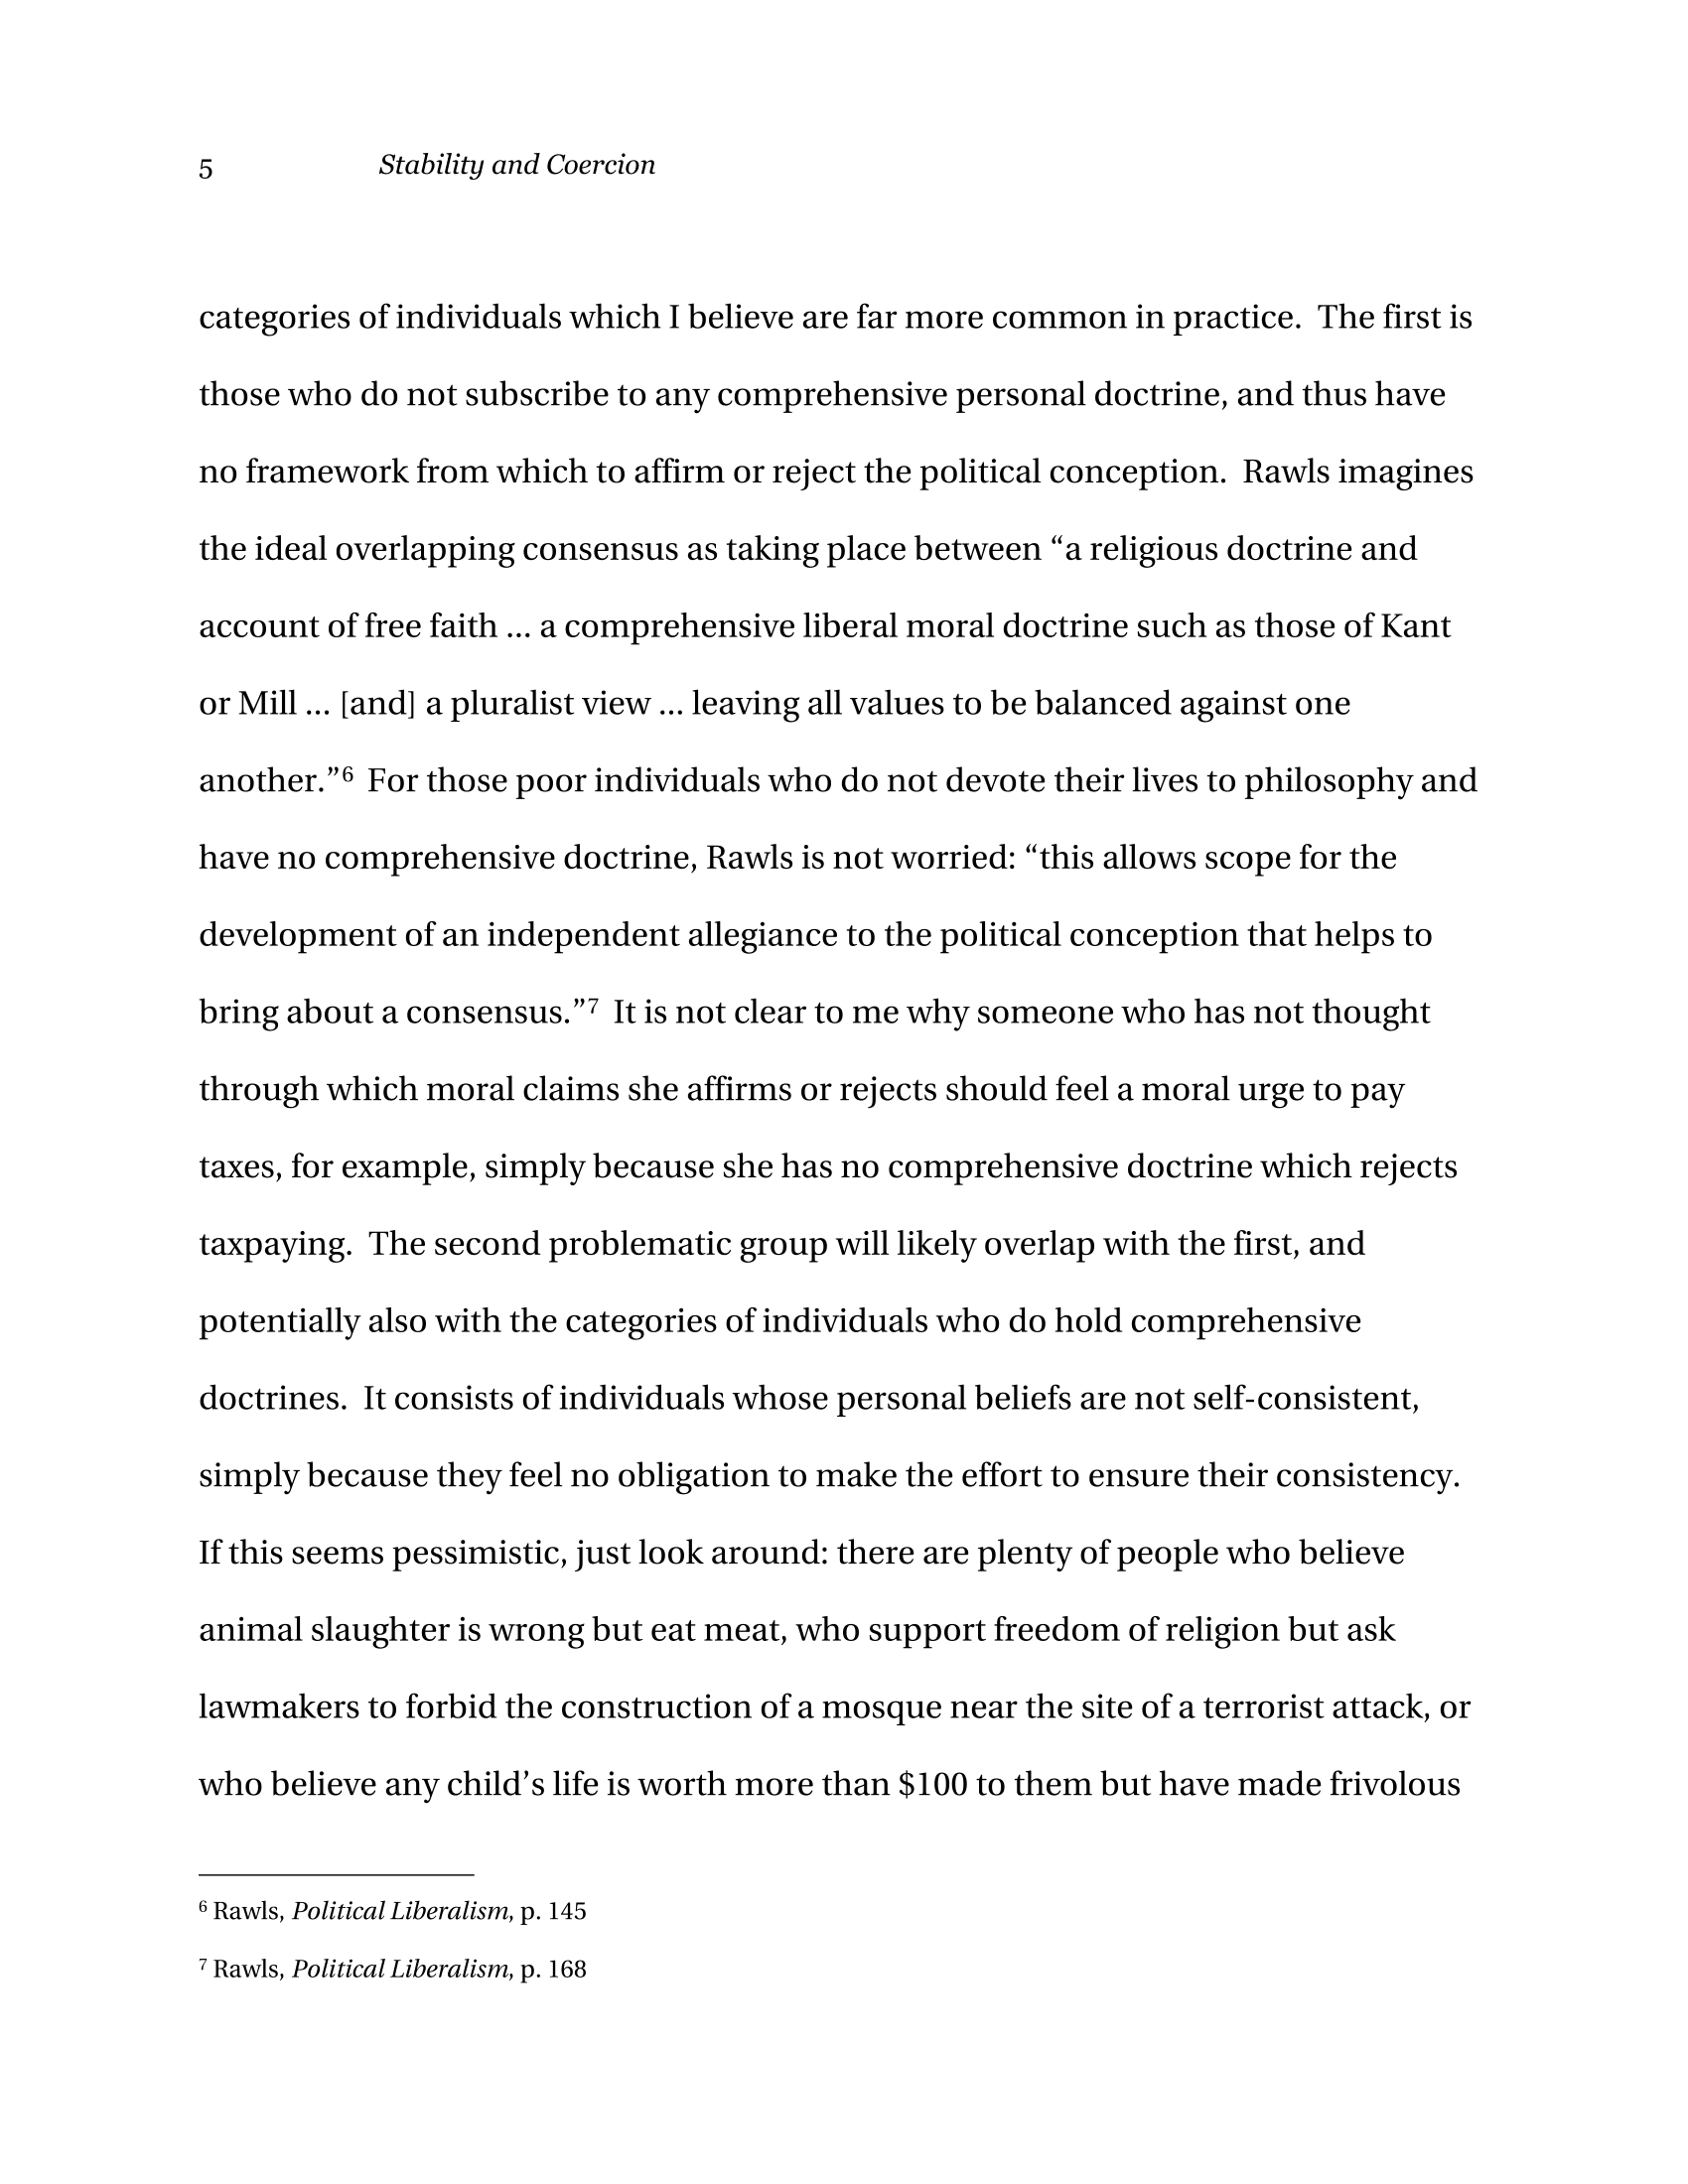 5 Stability and Coercion
categories of individuals which I believe are far more common in practice.  The first is
those who do not subscribe to any comprehensive personal doctrine, and thus have
no framework from which to affirm or reject the political conception.  Rawls imagines
the ideal overlapping consensus as taking place between “a religious doctrine and
account of free faith ... a comprehensive liberal moral doctrine such as those of Kant
or Mill ... [and] a pluralist view ... leaving all values to be balanced against one
another.”6  For those poor individuals who do not devote their lives to philosophy and
have no comprehensive doctrine, Rawls is not worried: “this allows scope for the
development of an independent allegiance to the political conception that helps to
bring about a consensus.”7  It is not clear to me why someone who has not thought
through which moral claims she affirms or rejects should feel a moral urge to pay
taxes, for example, simply because she has no comprehensive doctrine which rejects
taxpaying.  The second problematic group will likely overlap with the first, and
potentially also with the categories of individuals who do hold comprehensive
doctrines.  It consists of individuals whose personal beliefs are not self-consistent,
simply because they feel no obligation to make the effort to ensure their consistency.
If this seems pessimistic, just look around: there are plenty of people who believe
animal slaughter is wrong but eat meat, who support freedom of religion but ask
lawmakers to forbid the construction of a mosque near the site of a terrorist attack, or
who believe any child’s life is worth more than $100 to them but have made frivolous
6 Rawls, Political Liberalism, p. 145
7 Rawls, Political Liberalism, p. 168